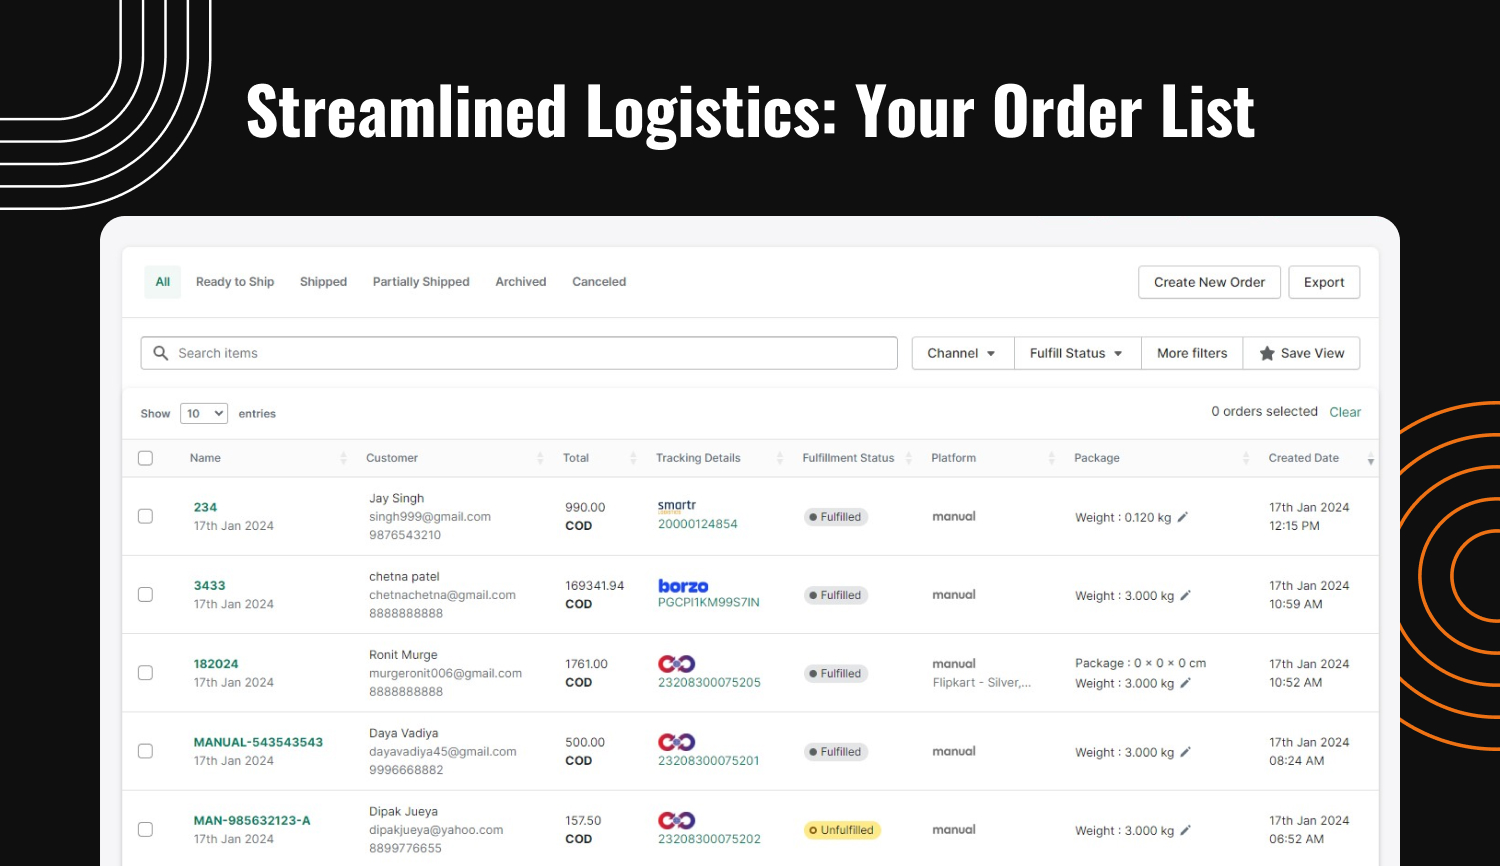 Streamlined Logistics: Your Order List
All Ready to Ship Shipped Partially Shipped Archived Canceled Create New Order Export
Search items Channel Fulfill Status More filters Save View
Show 10 entries 0 orders selected Clear
Name Customer Total Tracking Details Fulfillment Status Platform Package Created Date
234
17th Jan 2024
Jay Singh
singh999@gmail.com
9876543210
990.00
COD
smartr
20000124854
Fulfilled
manual
Weight : 0.120 kg
17th Jan 2024
12:15 PM
3433
17th Jan 2024
chetna patel
chetnachetna@gmail.com
8888888888
169341.94
COD
borzo
PGCPI1KM99S7IN
Fulfilled
manual
Weight : 3.000 kg
17th Jan 2024
10:59 AM
182024
17th Jan 2024
Ronit Murge
murgeronit006@gmail.com
8888888888
1761.00
COD
23208300075205
Fulfilled
manual
Flipkart - Silver,...
Package : 0 × 0 × 0 cm
Weight : 3.000 kg
17th Jan 2024
10:52 AM
MANUAL-543543543
17th Jan 2024
Daya Vadiya
dayavadiya45@gmail.com
9996668882
500.00
COD
23208300075201
Fulfilled
manual
Weight : 3.000 kg
17th Jan 2024
08:24 AM
MAN-985632123-A
17th Jan 2024
Dipak Jueya
dipakjueya@yahoo.com
8899776655
157.50
COD
23208300075202
Unfulfilled
manual
Weight : 3.000 kg
17th Jan 2024
06:52 AM